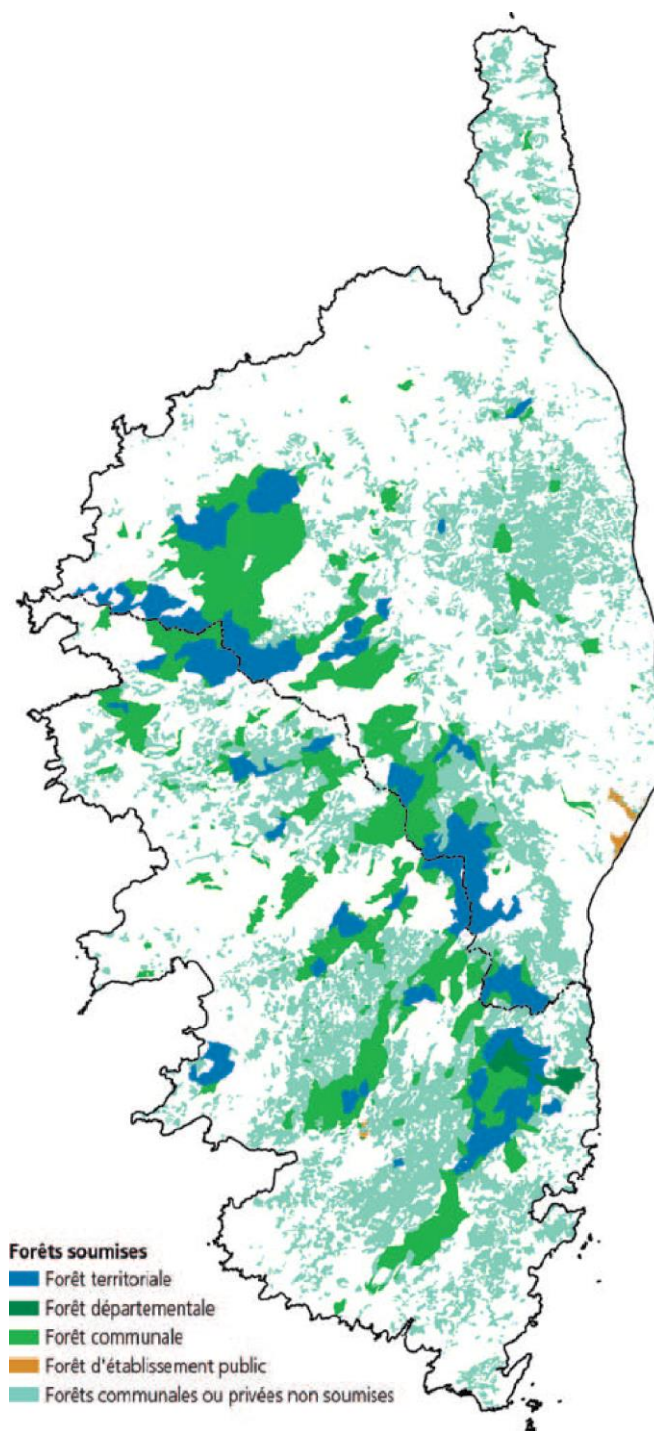 Forêts soumises
Forêt territoriale
Forêt départementale
Forêt communale
Forêt d'établissement public
Forêts communales ou privées non soumises